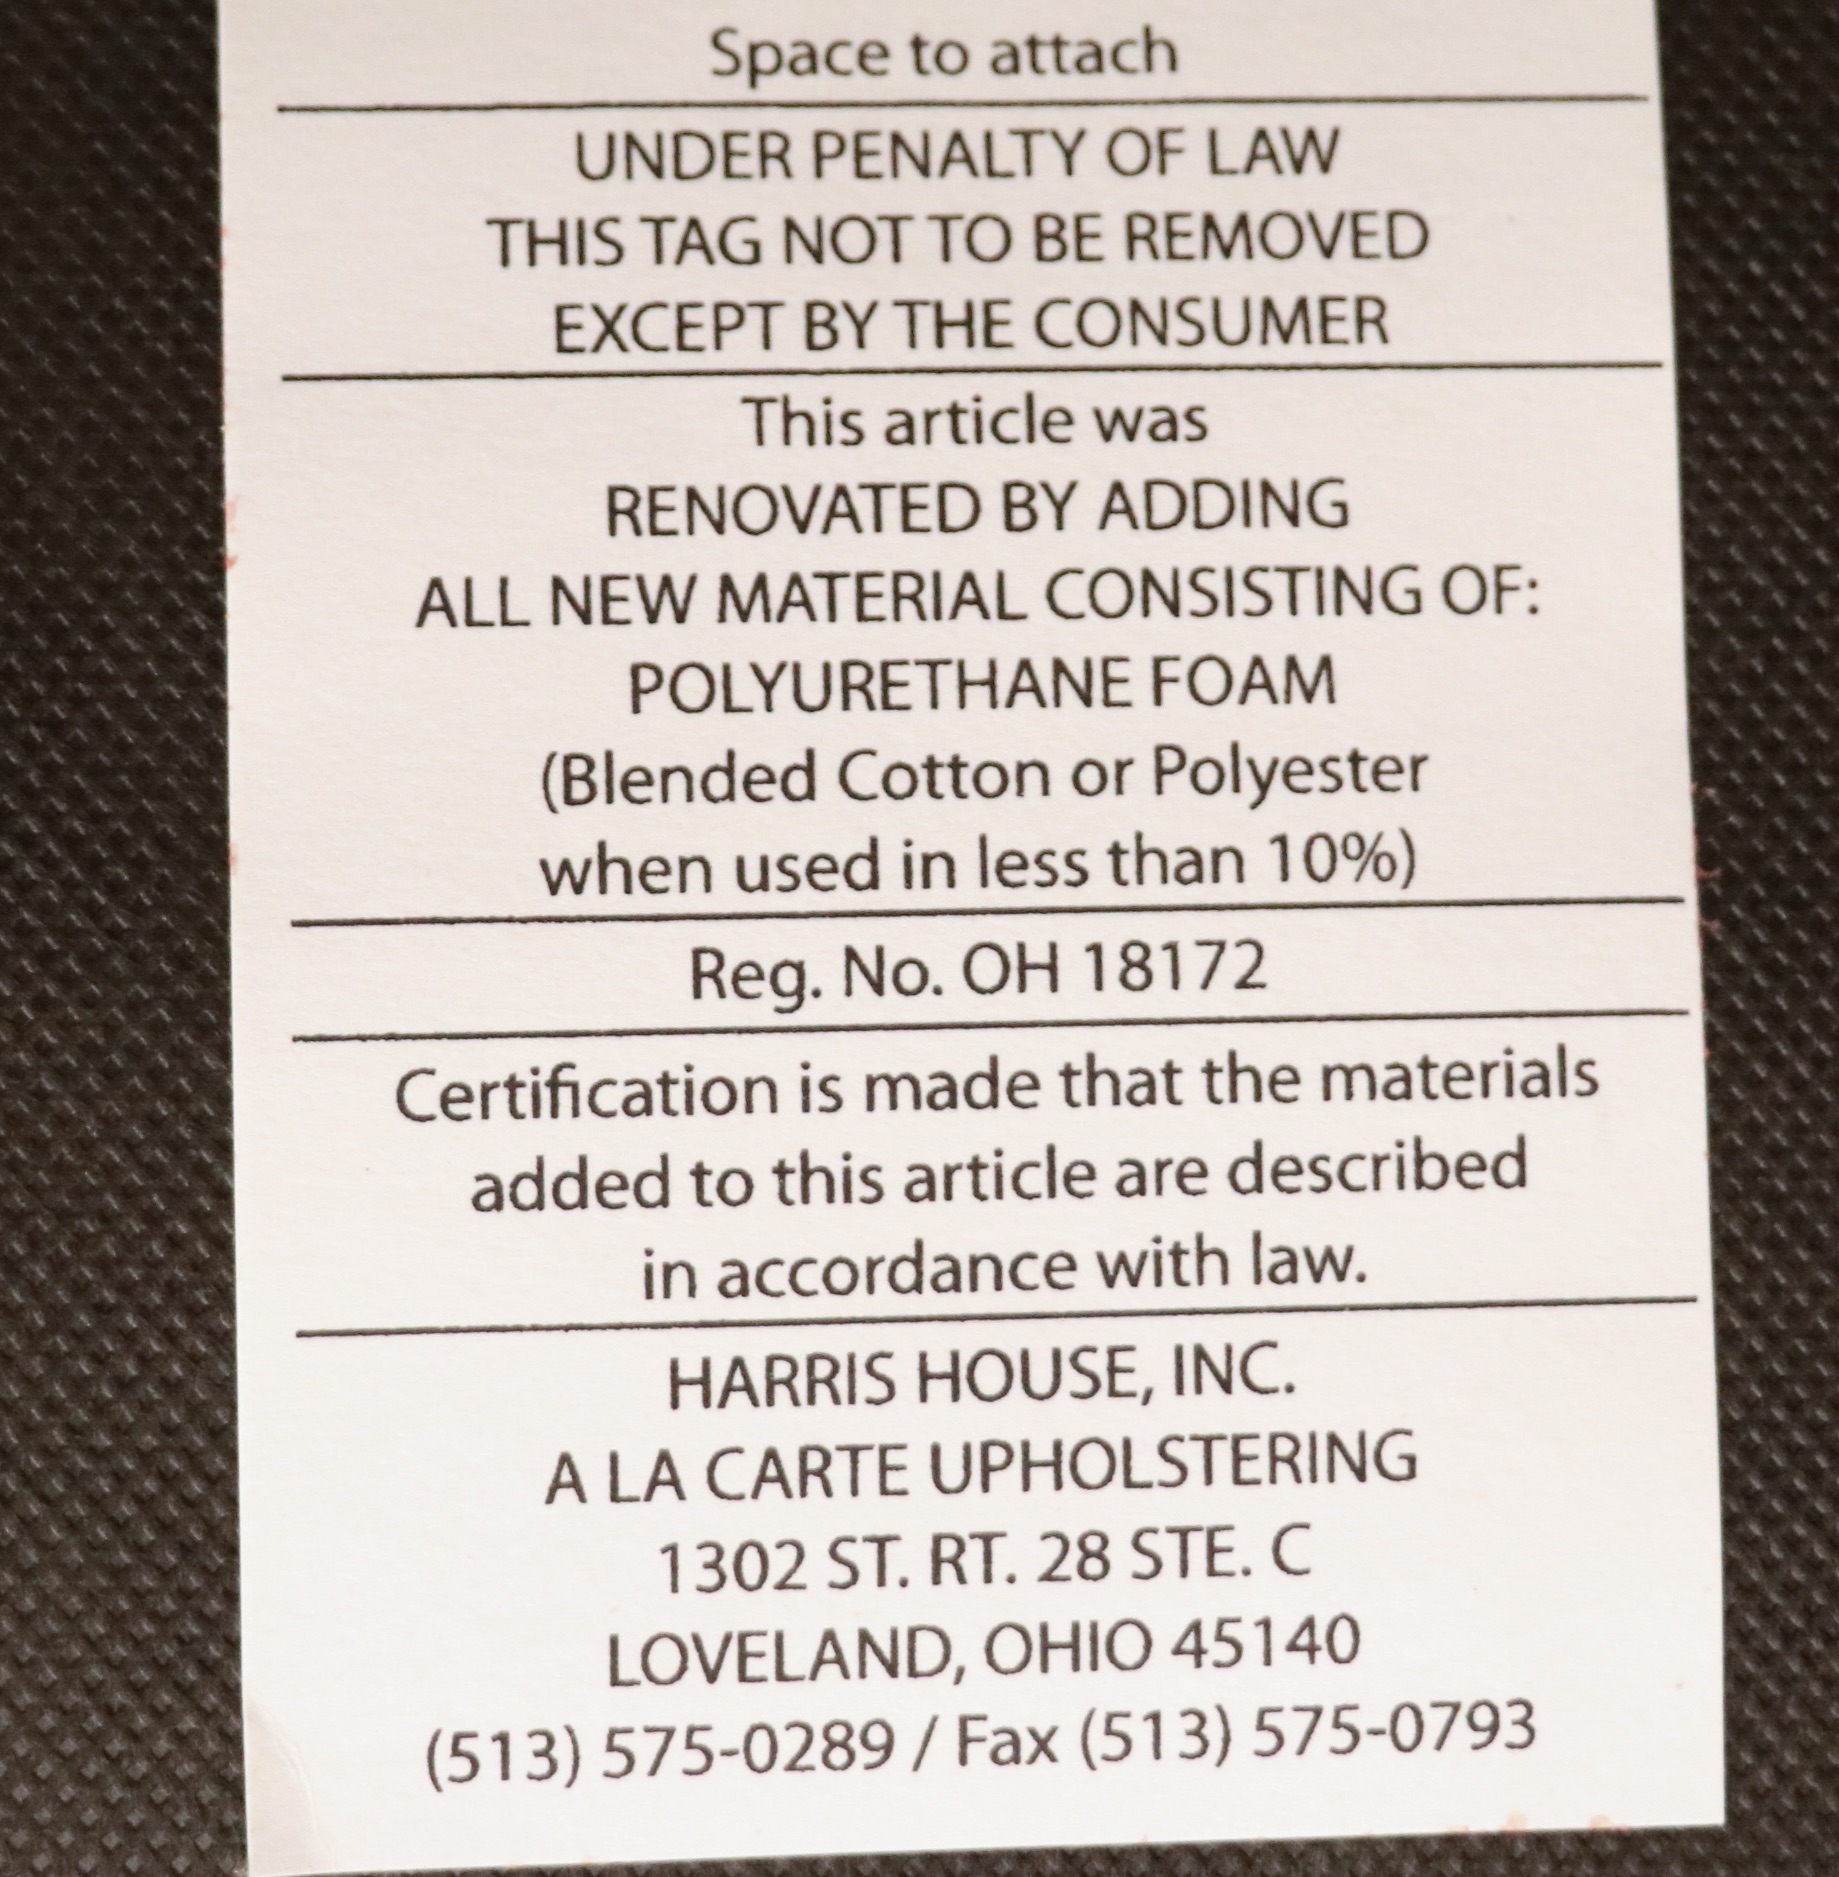 Space to attach
UNDER PENALTY OF LAW
THIS TAG NOT TO BE REMOVED
EXCEPT BY THE CONSUMER
This article was
RENOVATED BY ADDING
ALL NEW MATERIAL CONSISTING OF:
POLYURETHANE FOAM
(Blended Cotton or Polyester
when used in less than 10%)
Reg. No. OH 18172
Certification is made that the materials
added to this article are described
in accordance with law.
HARRIS HOUSE, INC.
A LA CARTE UPHOLSTERING
1302 ST. RT. 28 STE. C
LOVELAND, OHIO 45140
(513) 575-0289 / Fax (513) 575-0793